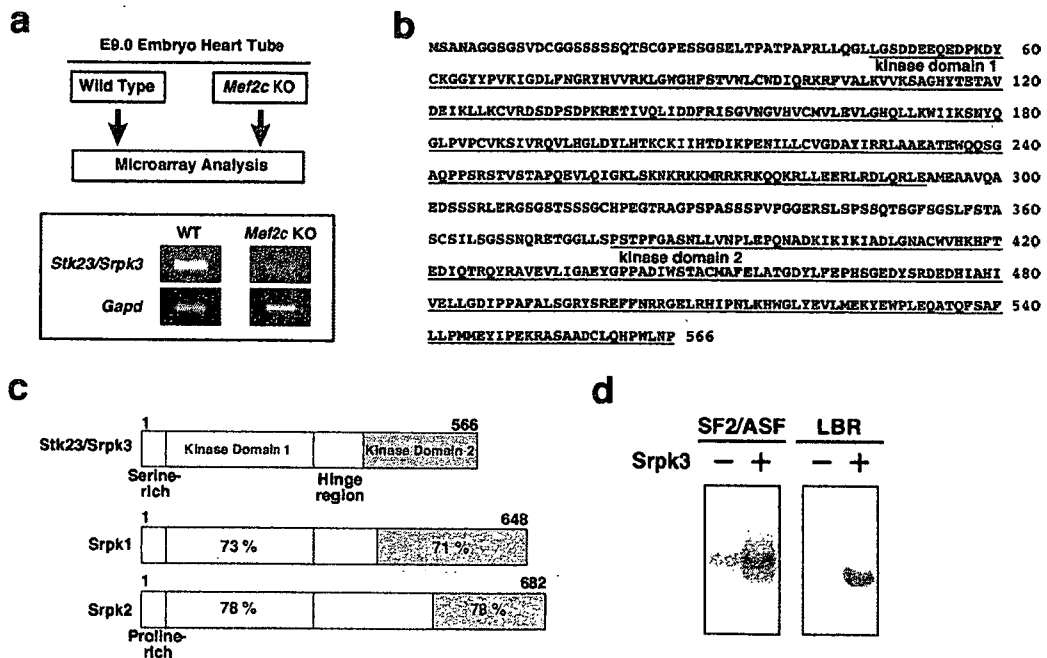 a
E9.0 Embryo Heart Tube
Wild Type
Mef2c KO
Microarray Analysis
WT Mef2c KO
Stk23/Srpk3
Gapd
b
MSANAGGSGSVDCGGSSSSSQTSCGPESSGSELTPATPAPRLLQGLLGSDDEEQEDPKDY 60
kinase domain 1
CKGGYYPVKIGDLFNGRYHVVRKLGWGHFSTVWLCWDIQRKRFVALKVVKSAGHYTETAV 120
DEIKLLKCVRDSDPSDPKRETIVQLIDDFRISGVNGVHVCMVLEVLGHQLLKWIIKSNYQ 180
GLPVPCVKSIVRQVLHGLDYLHTKCKIIHTDIKPENILLCVGDAYIRRLAAEATEWQQSG 240
AQPPSRSTVSTAPQEVLQIGKLSKNKRKKMRRKRKQQKRLLEERLRDLQRLEAMEAAVQA 300
EDSSSRLERGSGSTSSSGCHPEGTRAGPSPASSSPVPGGERSLSPSSQTSGFSGSLFSTA 360
SCSILSGSSNQRETGGLLSPSTPFGASNLLVNPLEPQNADKIKIKIADLGNACWVHKHFT 420
kinase domain 2
EDIQTRQYRAVEVLIGAEYGPPADIWSTACMAFELATGDYLFEPHSGEDYSRDEDHIAHI 480
VELLGDIPPAFALSGRYSREFFNRRGELRHIPNLKHWGLYEVLMEKYEWPLEQATQFSAF 540
LLPMMEYIPEKRASAADCLQHPWLNP 566
c
1 566
Stk23/Srpk3 Kinase Domain 1 Kinase Domain 2
Serine-rich
Hinge region
1 648
Srpk1 73 % 71 %
1 682
Srpk2 78 % 78 %
Proline-rich
d
SF2/ASF LBR
Srpk3 − + − +